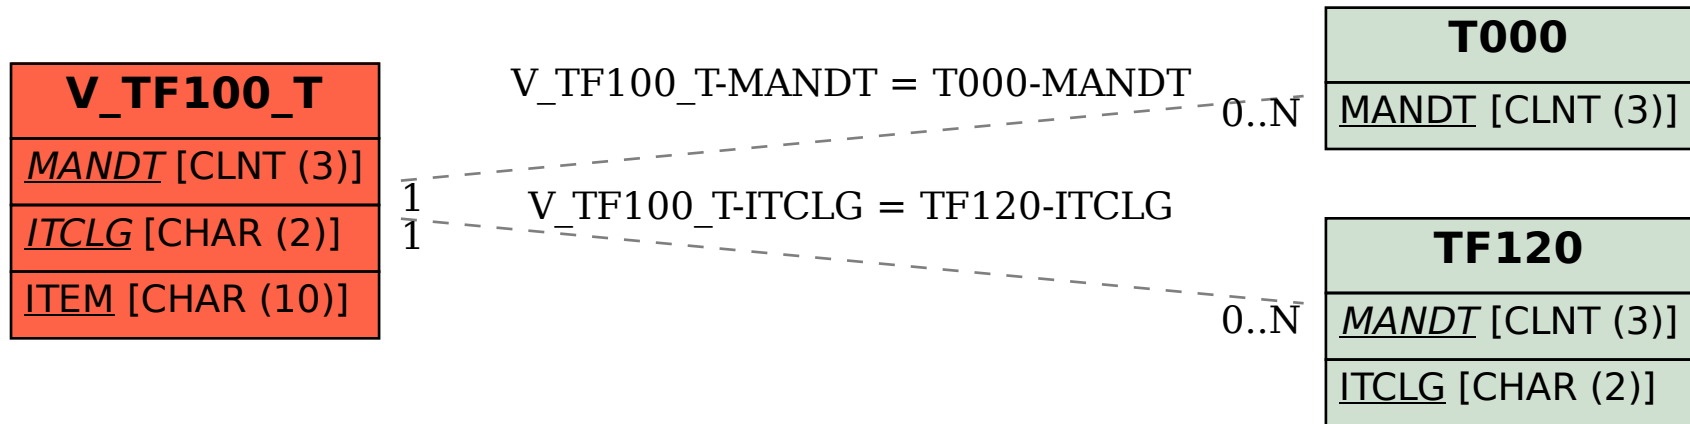 V_TF100_T
MANDT [CLNT (3)]
ITCLG [CHAR (2)]
ITEM [CHAR (10)]
V_TF100_T-MANDT = T000-MANDT
1
0..N
V_TF100_T-ITCLG = TF120-ITCLG
1
0..N
T000
MANDT [CLNT (3)]
TF120
MANDT [CLNT (3)]
ITCLG [CHAR (2)]